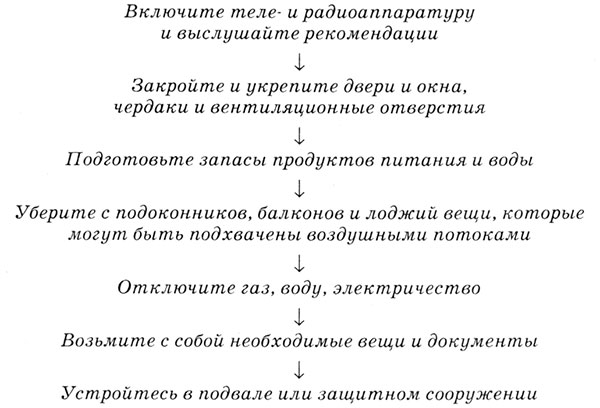 Включите теле- и радиоаппаратуру
и выслушайте рекомендации
↓
Закройте и укрепите двери и окна,
чердаки и вентиляционные отверстия
↓
Подготовьте запасы продуктов питания и воды
↓
Уберите с подоконников, балконов и лоджий вещи, которые
могут быть подхвачены воздушными потоками
↓
Отключите газ, воду, электричество
↓
Возьмите с собой необходимые вещи и документы
↓
Устройтесь в подвале или защитном сооружении